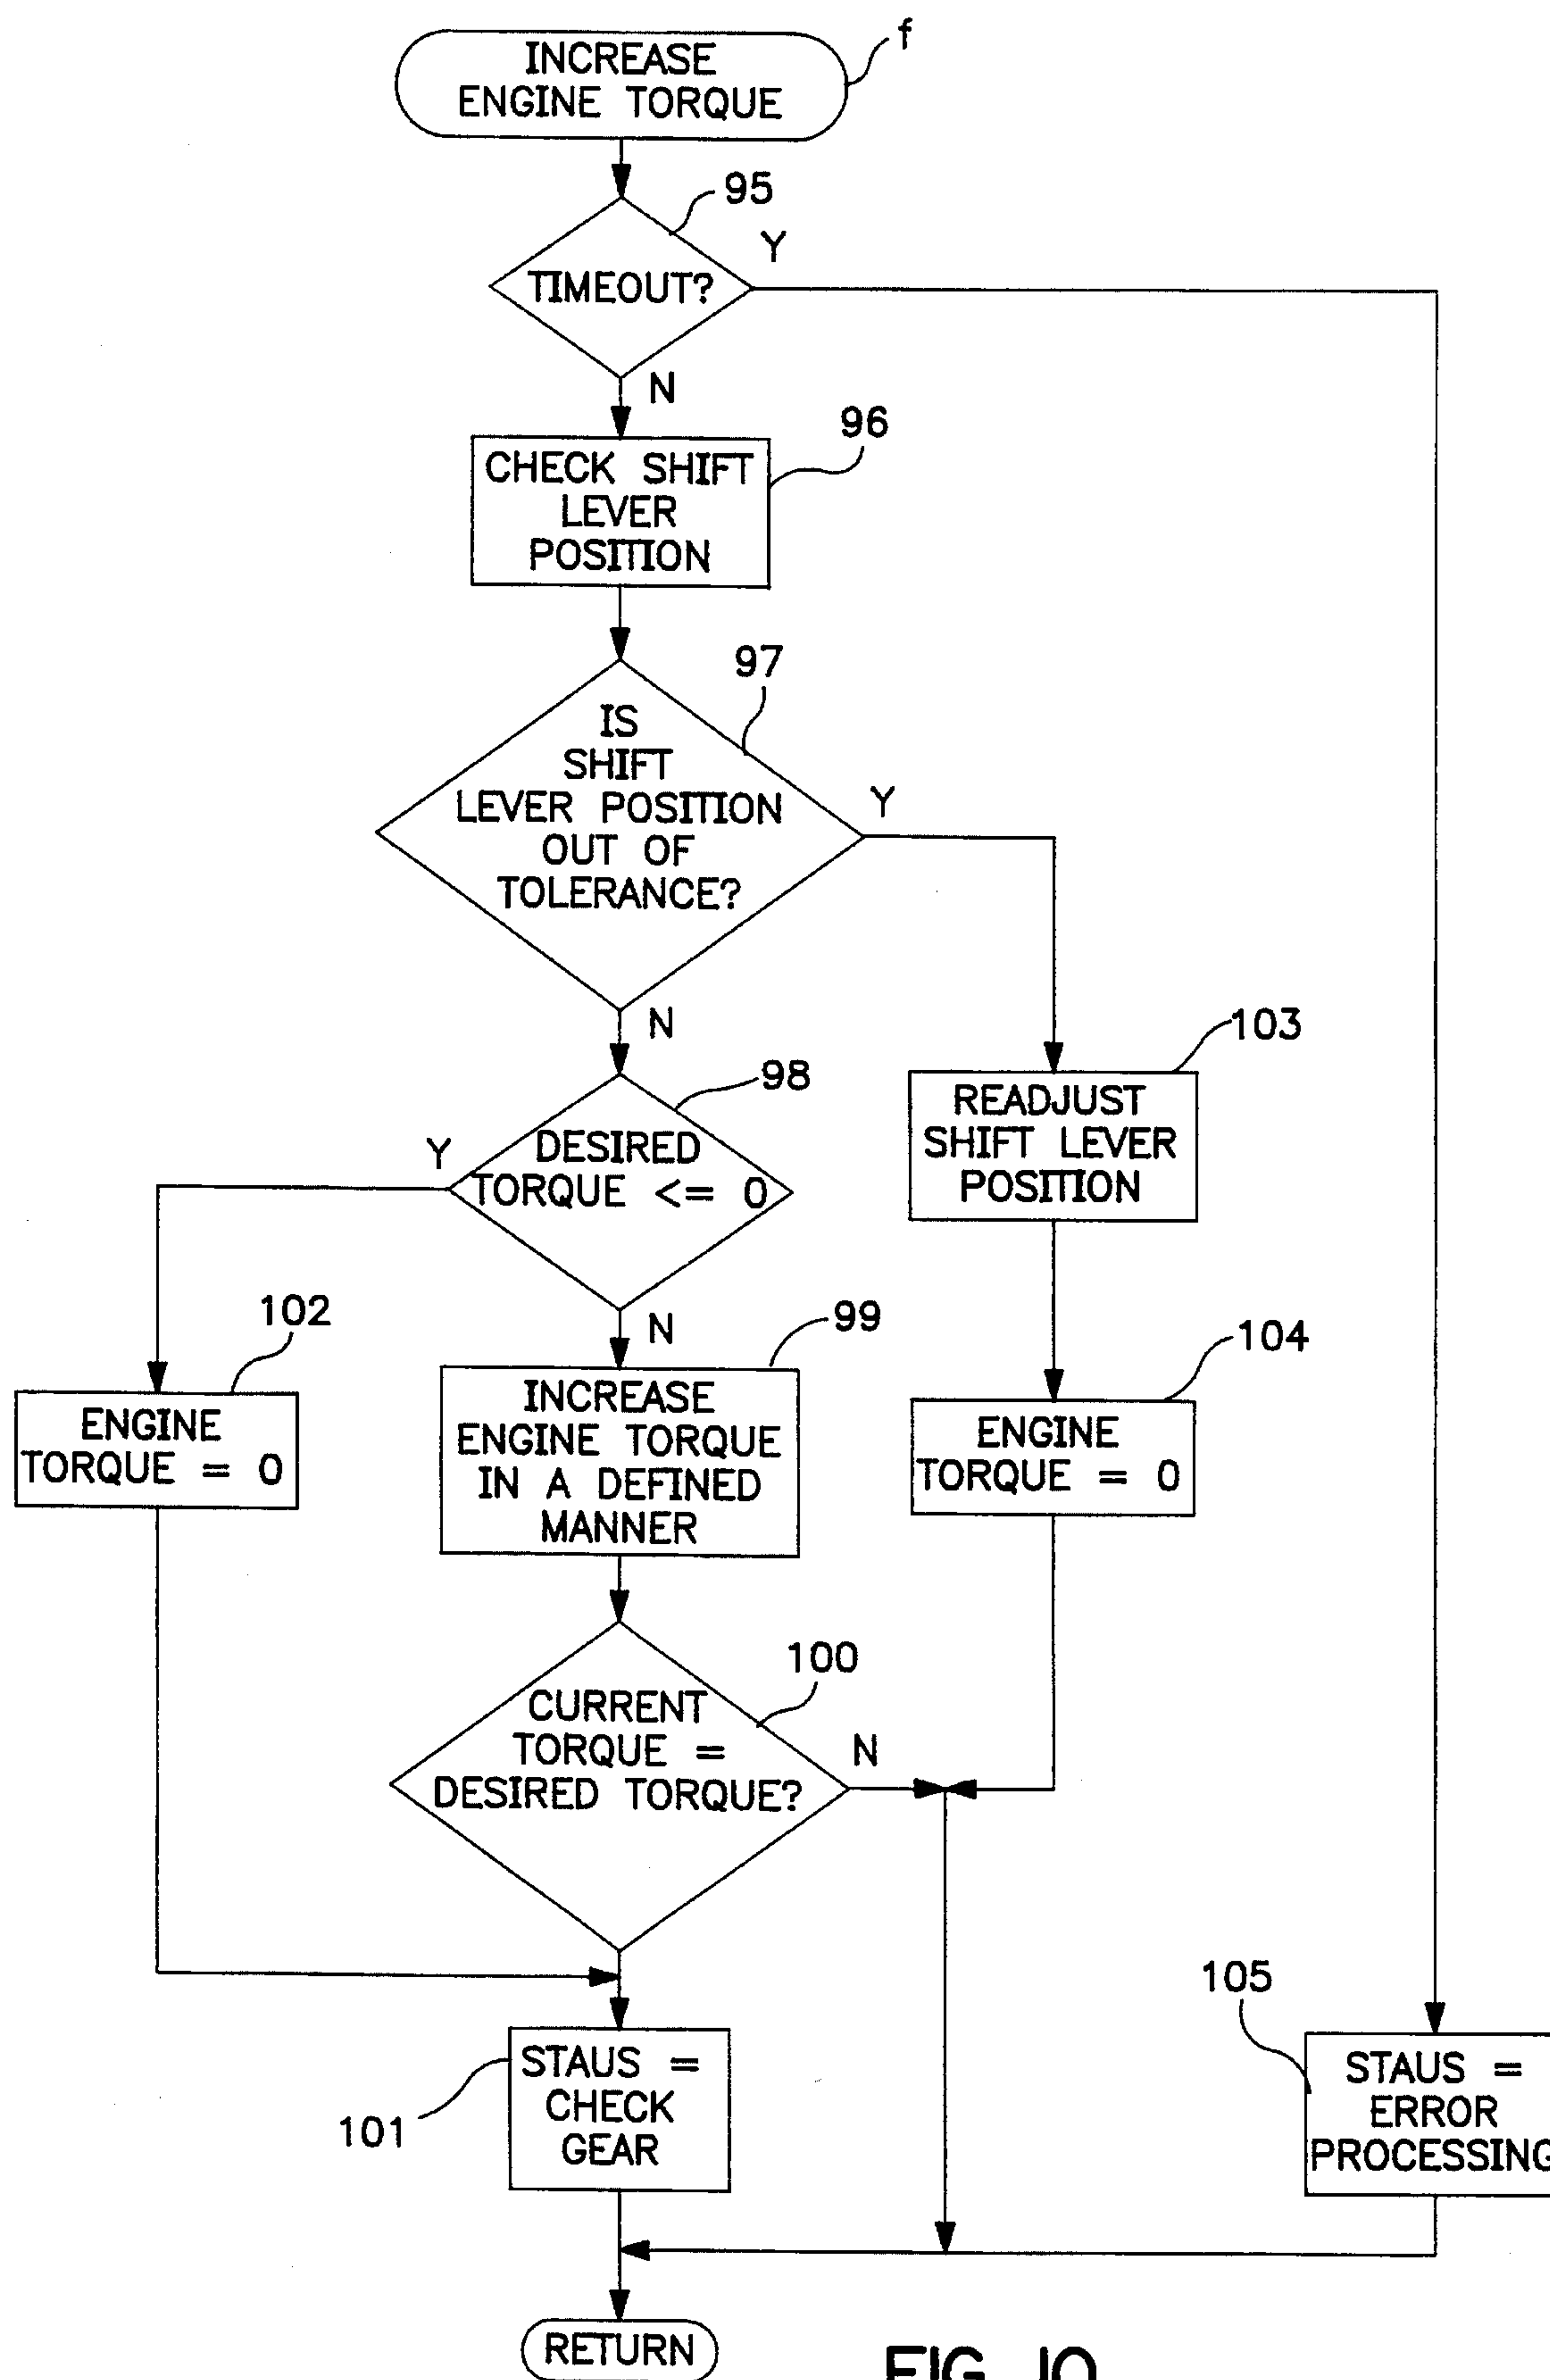 INCREASE
ENGINE TORQUE
f
95
TIMEOUT?
Y
N
96
CHECK SHIFT
LEVER
POSITION
97
IS
SHIFT
LEVER POSITION
OUT OF
TOLERANCE?
Y
N
98
DESIRED
TORQUE <= 0
Y
N
103
READJUST
SHIFT LEVER
POSITION
102
ENGINE
TORQUE = 0
99
INCREASE
ENGINE TORQUE
IN A DEFINED
MANNER
104
ENGINE
TORQUE = 0
100
CURRENT
TORQUE =
DESIRED TORQUE?
N
101
STAUS =
CHECK
GEAR
105
STAUS =
ERROR
PROCESSING
RETURN
FIG. 10